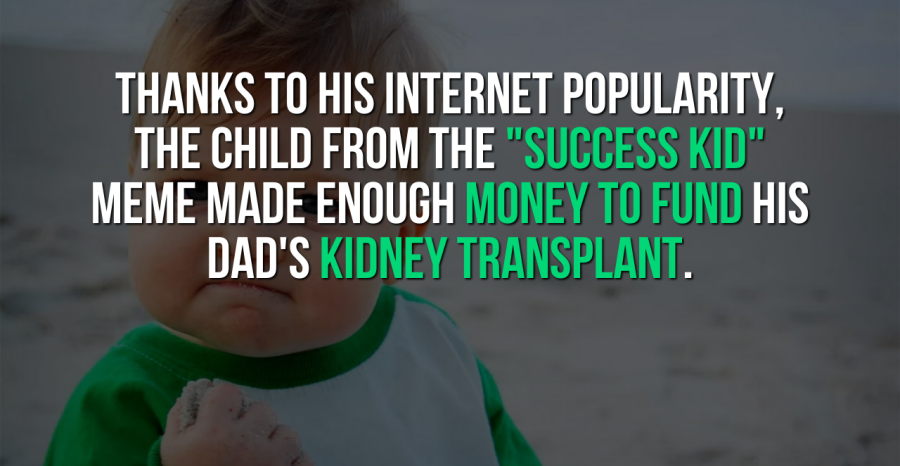 THANKS TO HIS INTERNET POPULARITY,
THE CHILD FROM THE "SUCCESS KID"
MEME MADE ENOUGH MONEY TO FUND HIS
DAD'S KIDNEY TRANSPLANT.